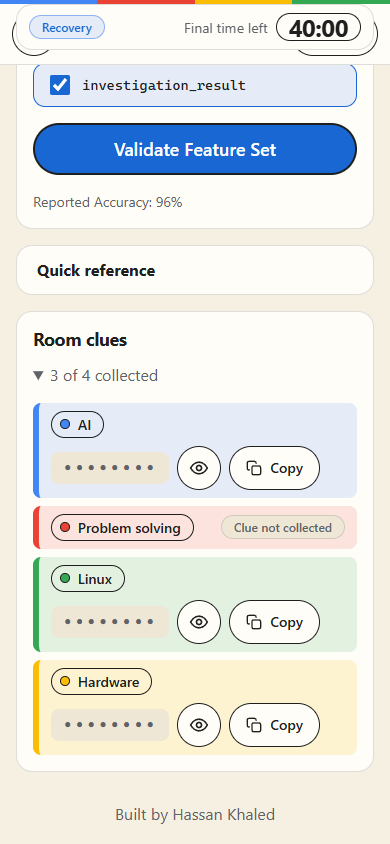 Recovery
Final time left
40:00
investigation_result
Validate Feature Set
Reported Accuracy: 96%
Quick reference
Room clues
▼ 3 of 4 collected
AI
••••••••
Copy
Problem solving
Clue not collected
Linux
••••••••
Copy
Hardware
••••••••
Copy
Built by Hassan Khaled